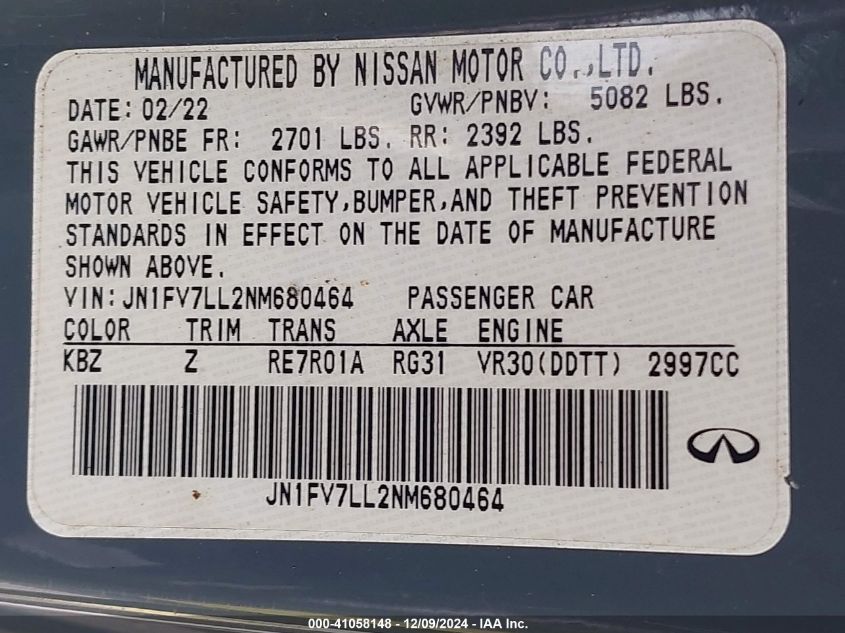 MANUFACTURED BY NISSAN MOTOR CO.,LTD.
DATE: 02/22 GVWR/PNBV: 5082 LBS.
GAWR/PNBE FR: 2701 LBS. RR: 2392 LBS.
THIS VEHICLE CONFORMS TO ALL APPLICABLE FEDERAL
MOTOR VEHICLE SAFETY,BUMPER,AND THEFT PREVENTION
STANDARDS IN EFFECT ON THE DATE OF MANUFACTURE
SHOWN ABOVE.
VIN:JN1FV7LL2NM680464 PASSENGER CAR
COLOR TRIM TRANS AXLE ENGINE
KBZ Z RE7R01A RG31 VR30(DDTT) 2997CC
JN1FV7LL2NM680464
000-41058148 - 12/09/2024 - IAA Inc.